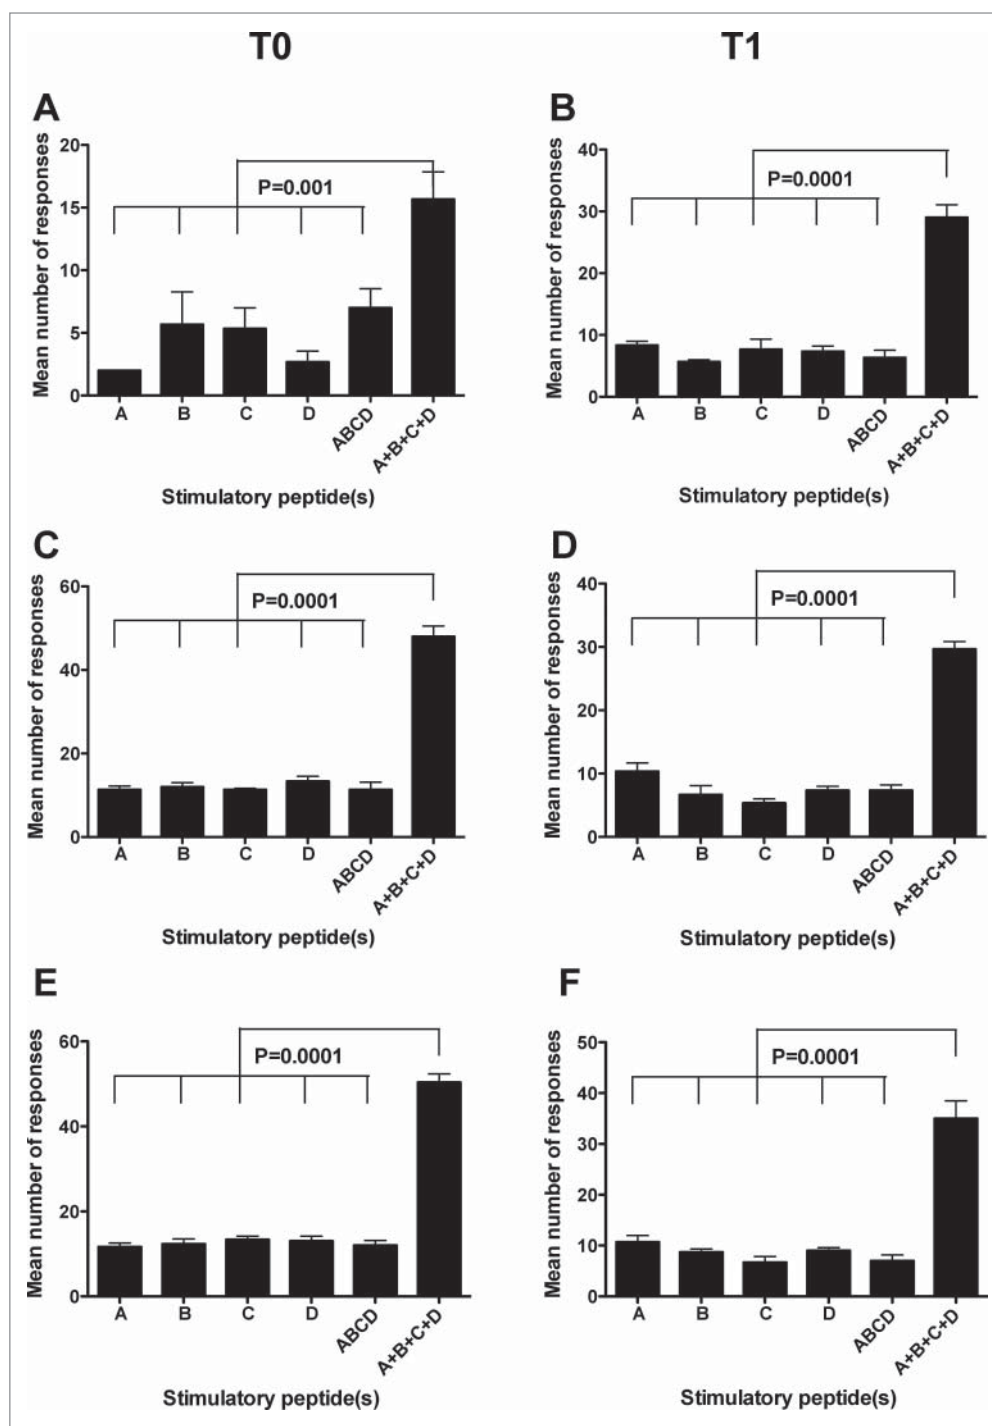 T0
T1
A
Mean number of responses
20
15
10
5
0
P=0.001
A B C D ABCD A+B+C+D
Stimulatory peptide(s)
B
Mean number of responses
40
30
20
10
0
P=0.0001
A B C D ABCD A+B+C+D
Stimulatory peptide(s)
C
Mean number of responses
60
40
20
0
P=0.0001
A B C D ABCD A+B+C+D
Stimulatory peptide(s)
D
Mean number of responses
40
30
20
10
0
P=0.0001
A B C D ABCD A+B+C+D
Stimulatory peptide(s)
E
Mean number of responses
60
40
20
0
P=0.0001
A B C D ABCD A+B+C+D
Stimulatory peptide(s)
F
Mean number of responses
50
40
30
20
10
0
P=0.0001
A B C D ABCD A+B+C+D
Stimulatory peptide(s)